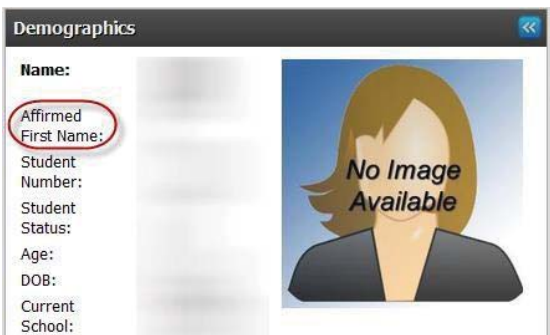 Demographics
Name:
Affirmed
First Name:
Student
Number:
Student
Status:
Age:
DOB:
Current
School:
No Image
Available